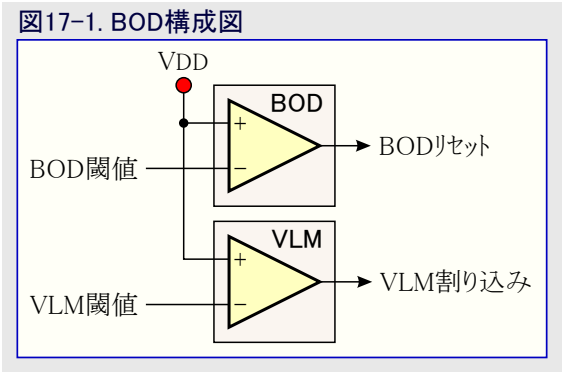 図17-1. BOD構成図
VDD
BOD
+
BOD閾値
−
BODリセット
VLM
+
VLM閾値
−
VLM割り込み